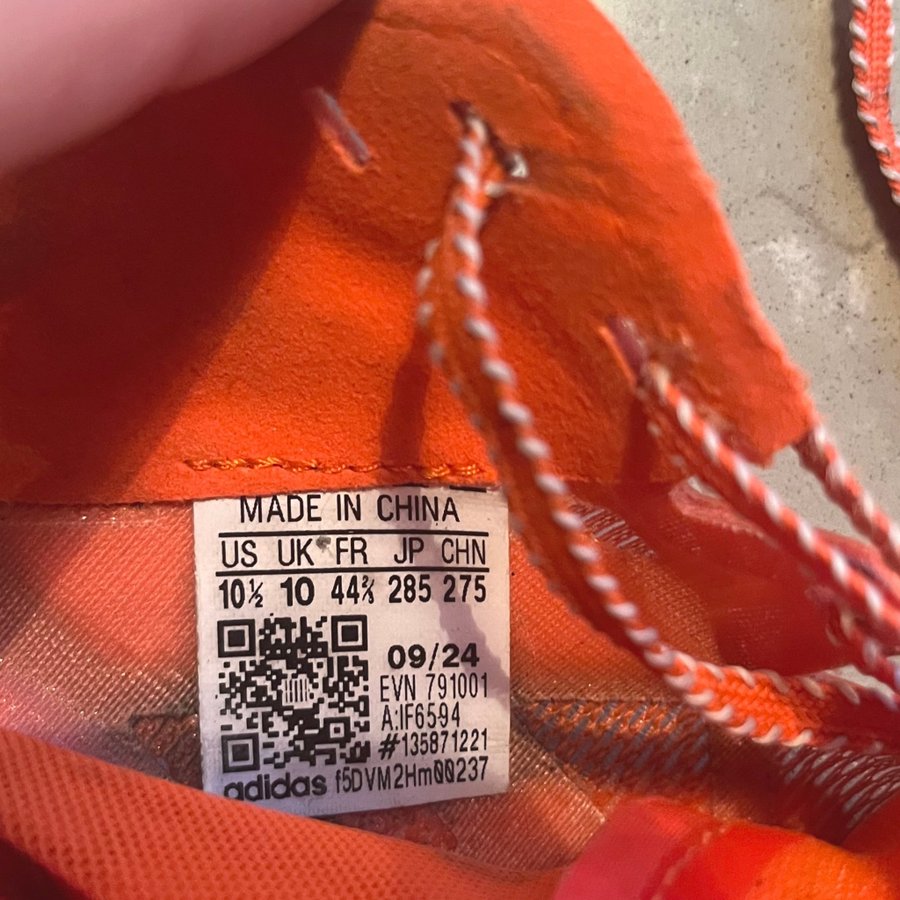 MADE IN CHINA
US UK FR JP CHN
10½ 10 44⅔ 285 275
09/24
EVN 791001
A:IF6594
#135871221
adidas f5DVM2Hm00237